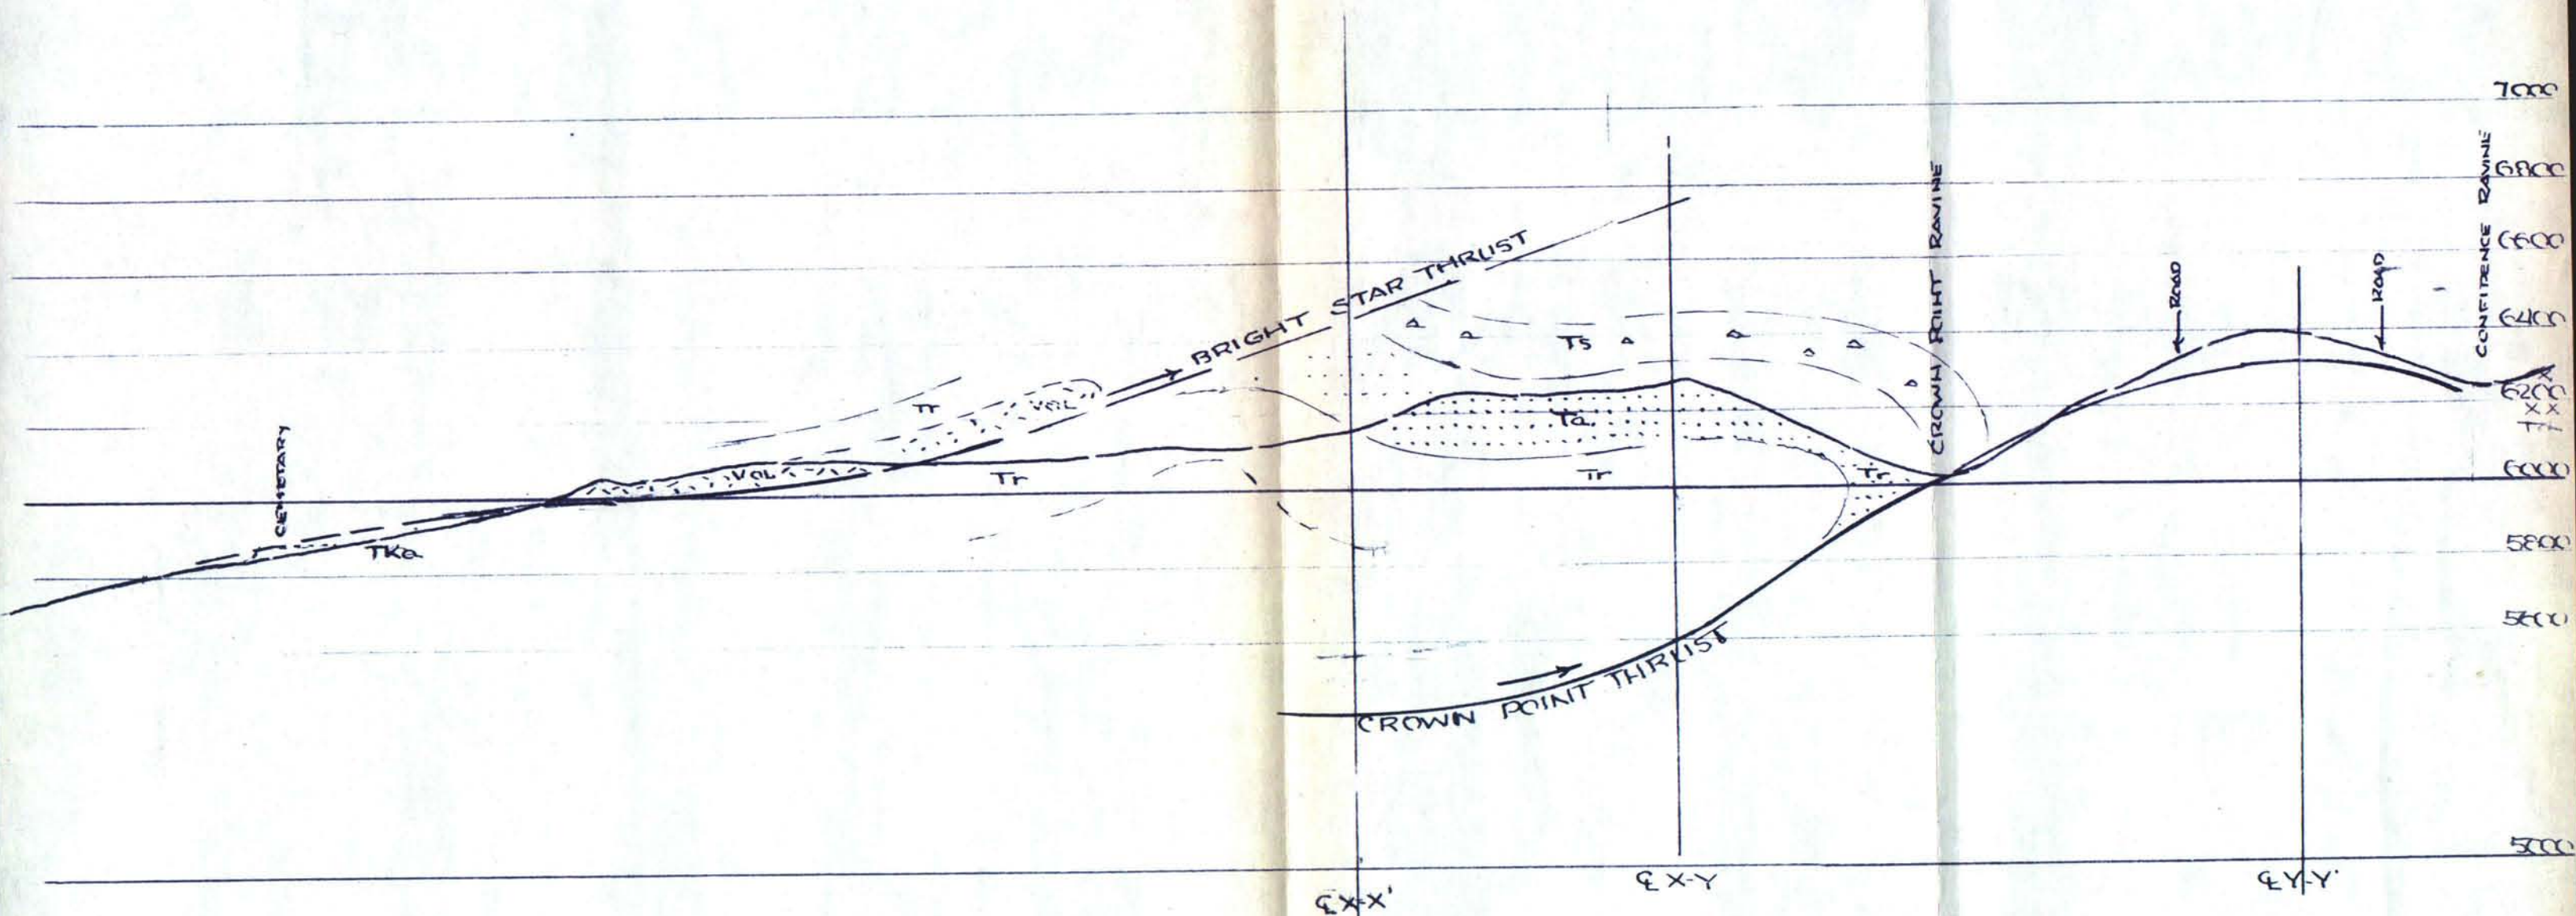 7000
6800
6600
6400
6200
6000
5800
5600
5000
CONFIDENCE RAVINE
ROAD
ROAD
CROWN POINT RAVINE
BRIGHT STAR THRUST
Ts
Tr
VOL
Ta
CEMETARY
VOL
Tr
Tr
Tr
TKa
CROWN POINT THRUST
℄ X-X'
℄ X-Y
℄ Y-Y'